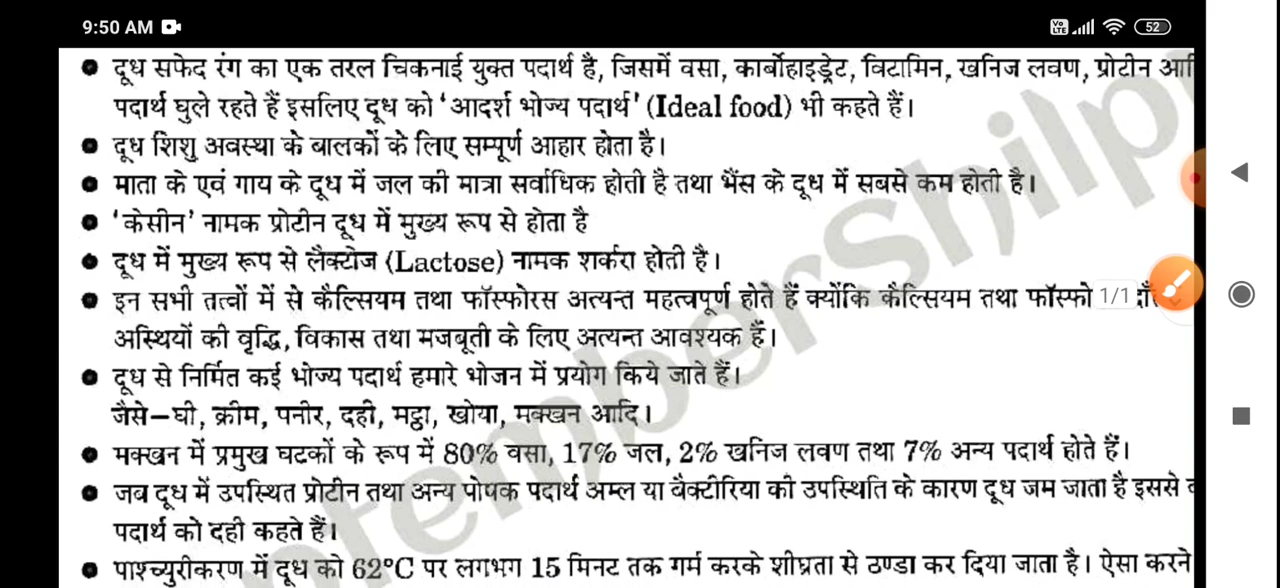 9:50 AM
Vo LTE
52
• दूध सफेद रंग का एक तरल चिकनाई युक्त पदार्थ है, जिसमें वसा, कार्बोहाइड्रेट, विटामिन, खनिज लवण, प्रोटीन
पदार्थ घुले रहते हैं इसलिए दूध को 'आदर्श भोज्य पदार्थ' (Ideal food) भी कहते हैं।
• दूध शिशु अवस्था के बालकों के लिए सम्पूर्ण आहार होता है।
• माता के एवं गाय के दूध में जल की मात्रा सर्वाधिक होती है तथा भैंस के दूध में सबसे कम होती है।
• 'केसीन' नामक प्रोटीन दूध में मुख्य रूप से होता है
• दूध में मुख्य रूप से लैक्टोज (Lactose) नामक शर्करा होती है।
• इन सभी तत्वों में से कैल्सियम तथा फॉस्फोरस अत्यन्त महत्वपूर्ण होते हैं क्योंकि कैल्सियम तथा फॉस्फो
1/1
अस्थियों की वृद्धि, विकास तथा मजबूती के लिए अत्यन्त आवश्यक हैं।
• दूध से निर्मित कई भोज्य पदार्थ हमारे भोजन में प्रयोग किये जाते हैं।
जैसे–घी, क्रीम, पनीर, दही, मट्ठा, खोया, मक्खन आदि।
• मक्खन में प्रमुख घटकों के रूप में 80% वसा, 17% जल, 2% खनिज लवण तथा 7% अन्य पदार्थ होते हैं।
• जब दूध में उपस्थित प्रोटीन तथा अन्य पोषक पदार्थ अम्ल या बैक्टीरिया की उपस्थिति के कारण दूध जम जाता है इससे
पदार्थ को दही कहते हैं।
• पाश्च्युरीकरण में दूध को 62°C पर लगभग 15 मिनट तक गर्म करके शीघ्रता से ठण्डा कर दिया जाता है। ऐसा करने